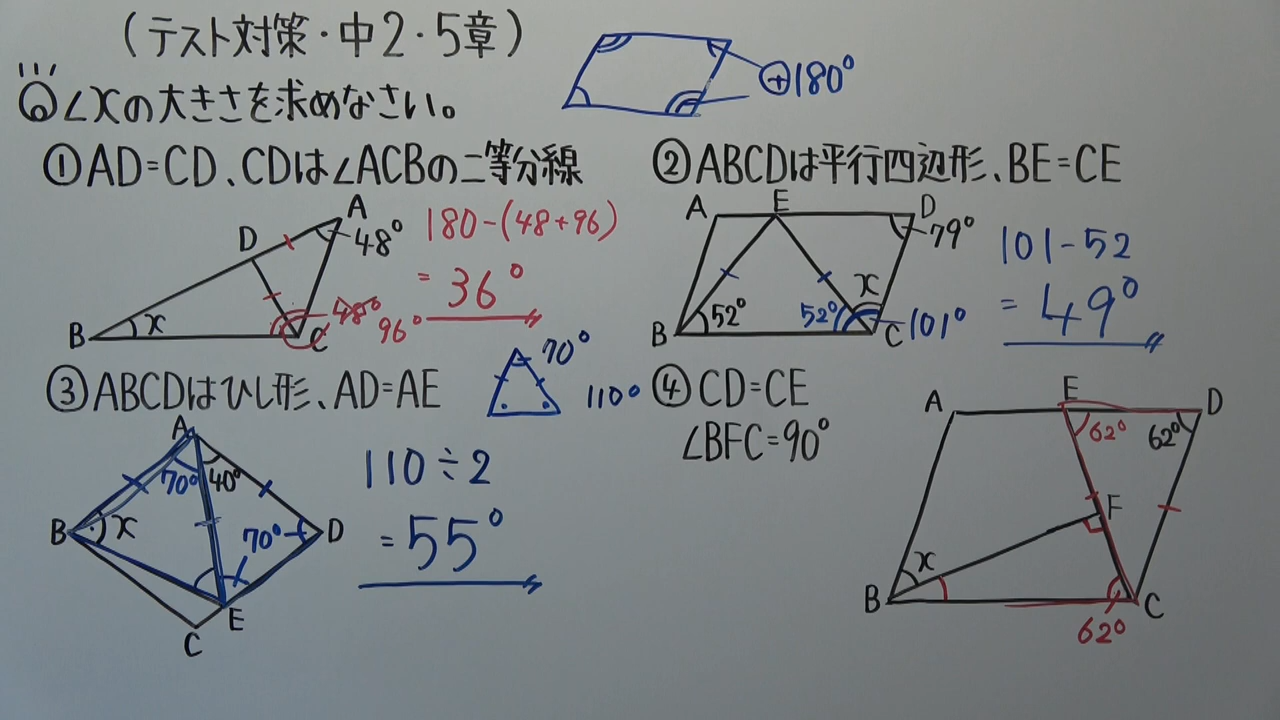 (テスト対策・中2・5章)
∠xの大きさを求めなさい。
+180°
①AD=CD、CDは∠ACBの二等分線
A
D
48°
B
x
C
48°
96°
180-(48+96)
=36°
②ABCDは平行四辺形、BE=CE
A
E
D
79°
x
B
52°
52°
C
101°
101-52
=49°
③ABCDはひし形、AD=AE
70°
110°
A
70°
40°
B
x
70°
D
C
E
110÷2
=55°
④CD=CE
∠BFC=90°
A
E
D
62°
62°
F
x
B
C
62°